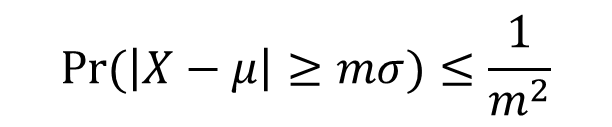 Pr(|X − μ| ≥ mσ) ≤ 1/m²